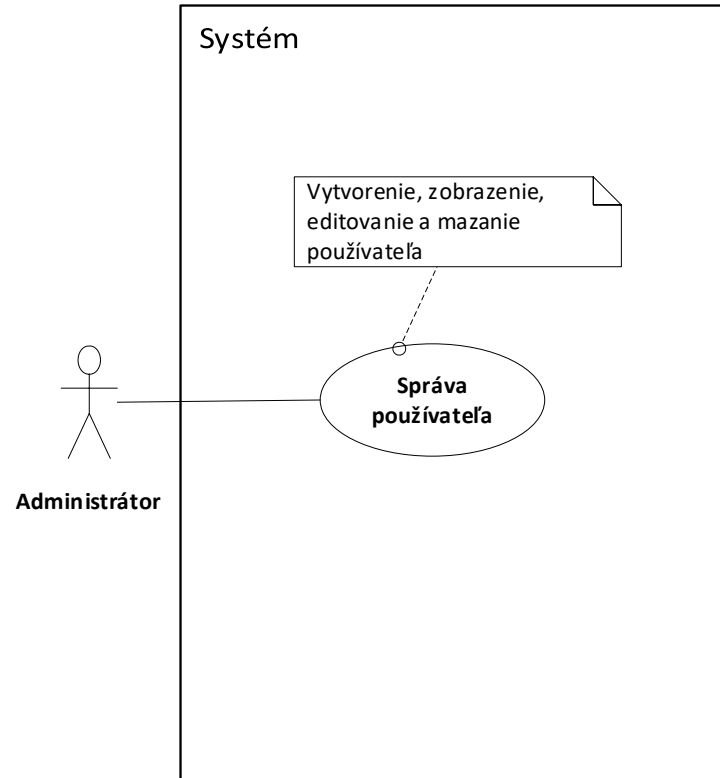 Systém
Vytvorenie, zobrazenie,
editovanie a mazanie
používateľa
Správa
používateľa
Administrátor